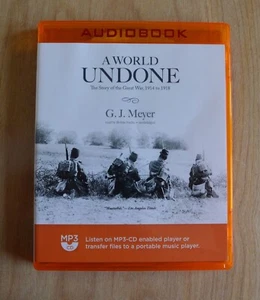 AUDIOBOOK
A WORLD
UNDONE
The Story of the Great War, 1914 to 1918
G. J. Meyer
MP3
CD
Listen on MP3-CD enabled player or
transfer files to a portable music player.